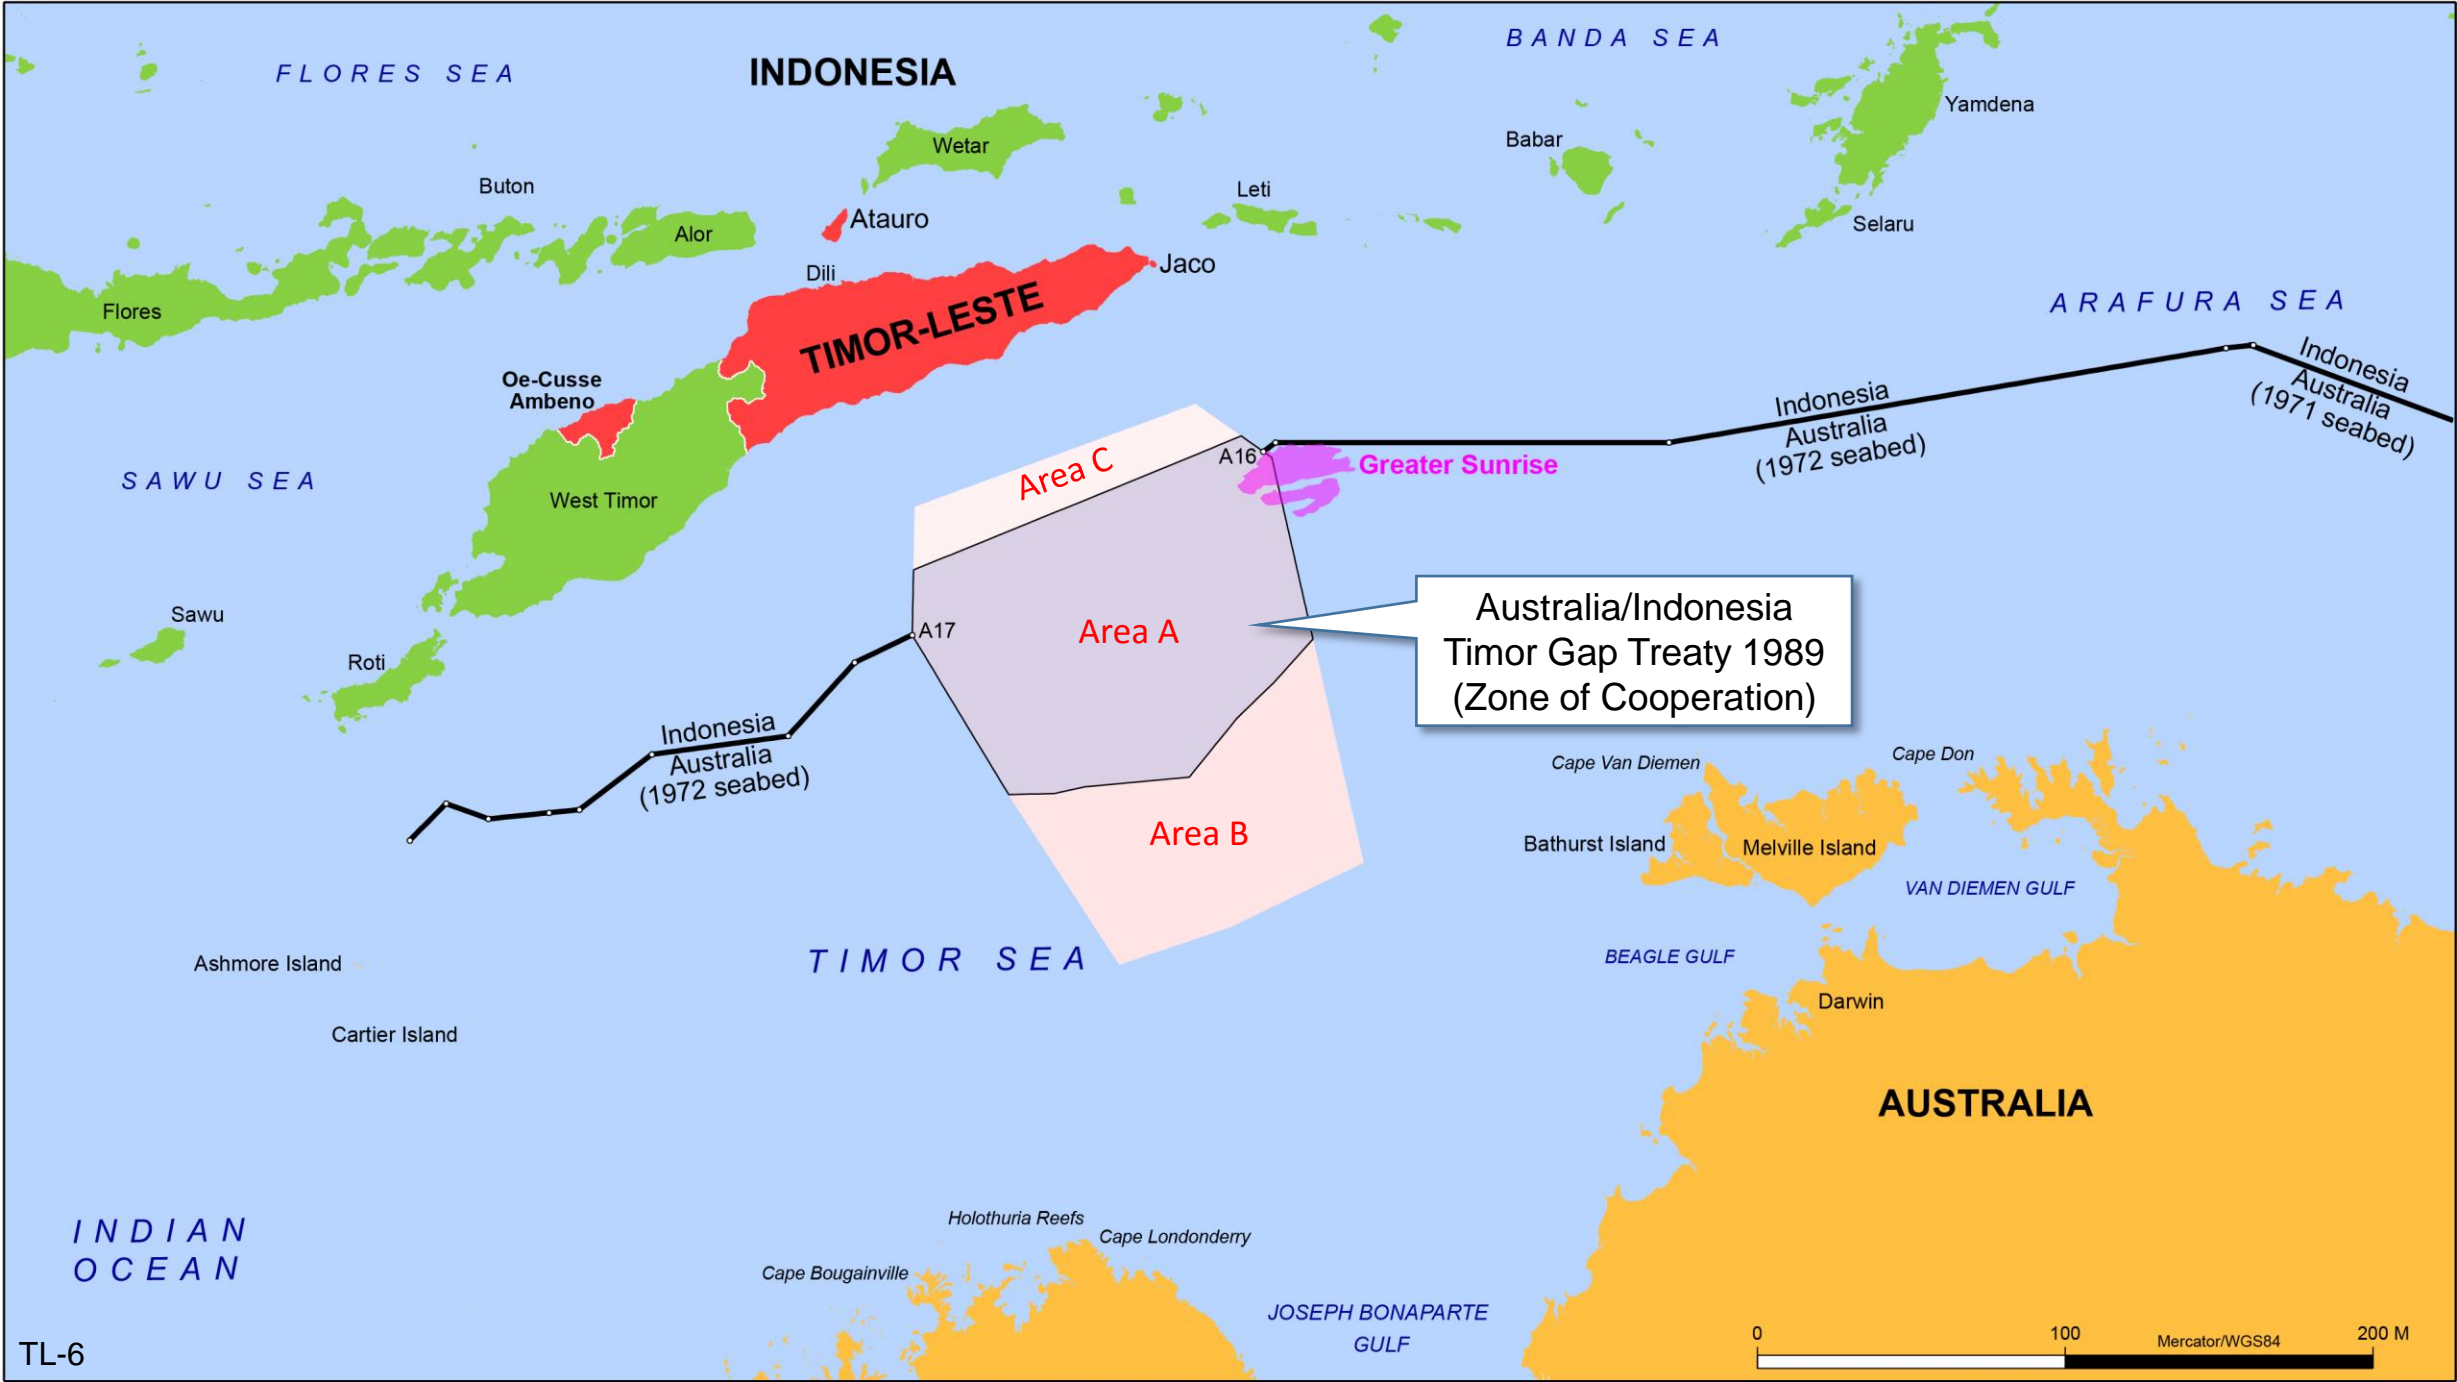 FLORES SEA
INDONESIA
BANDA SEA
Yamdena
Wetar
Babar
Buton
Leti
Atauro
Alor
Selaru
Jaco
Dili
Flores
TIMOR-LESTE
ARAFURA SEA
Indonesia
Australia
(1971 seabed)
Oe-Cusse
Ambeno
Indonesia
Australia
(1972 seabed)
A16
Greater Sunrise
Area C
SAWU SEA
West Timor
Sawu
A17
Area A
Australia/Indonesia
Timor Gap Treaty 1989
(Zone of Cooperation)
Roti
Indonesia
Australia
(1972 seabed)
Cape Van Diemen
Cape Don
Area B
Bathurst Island
Melville Island
VAN DIEMEN GULF
TIMOR SEA
Ashmore Island
BEAGLE GULF
Darwin
Cartier Island
AUSTRALIA
INDIAN
OCEAN
Holothuria Reefs
Cape Londonderry
Cape Bougainville
JOSEPH BONAPARTE
GULF
0 100 200 M
Mercator/WGS84
TL-6